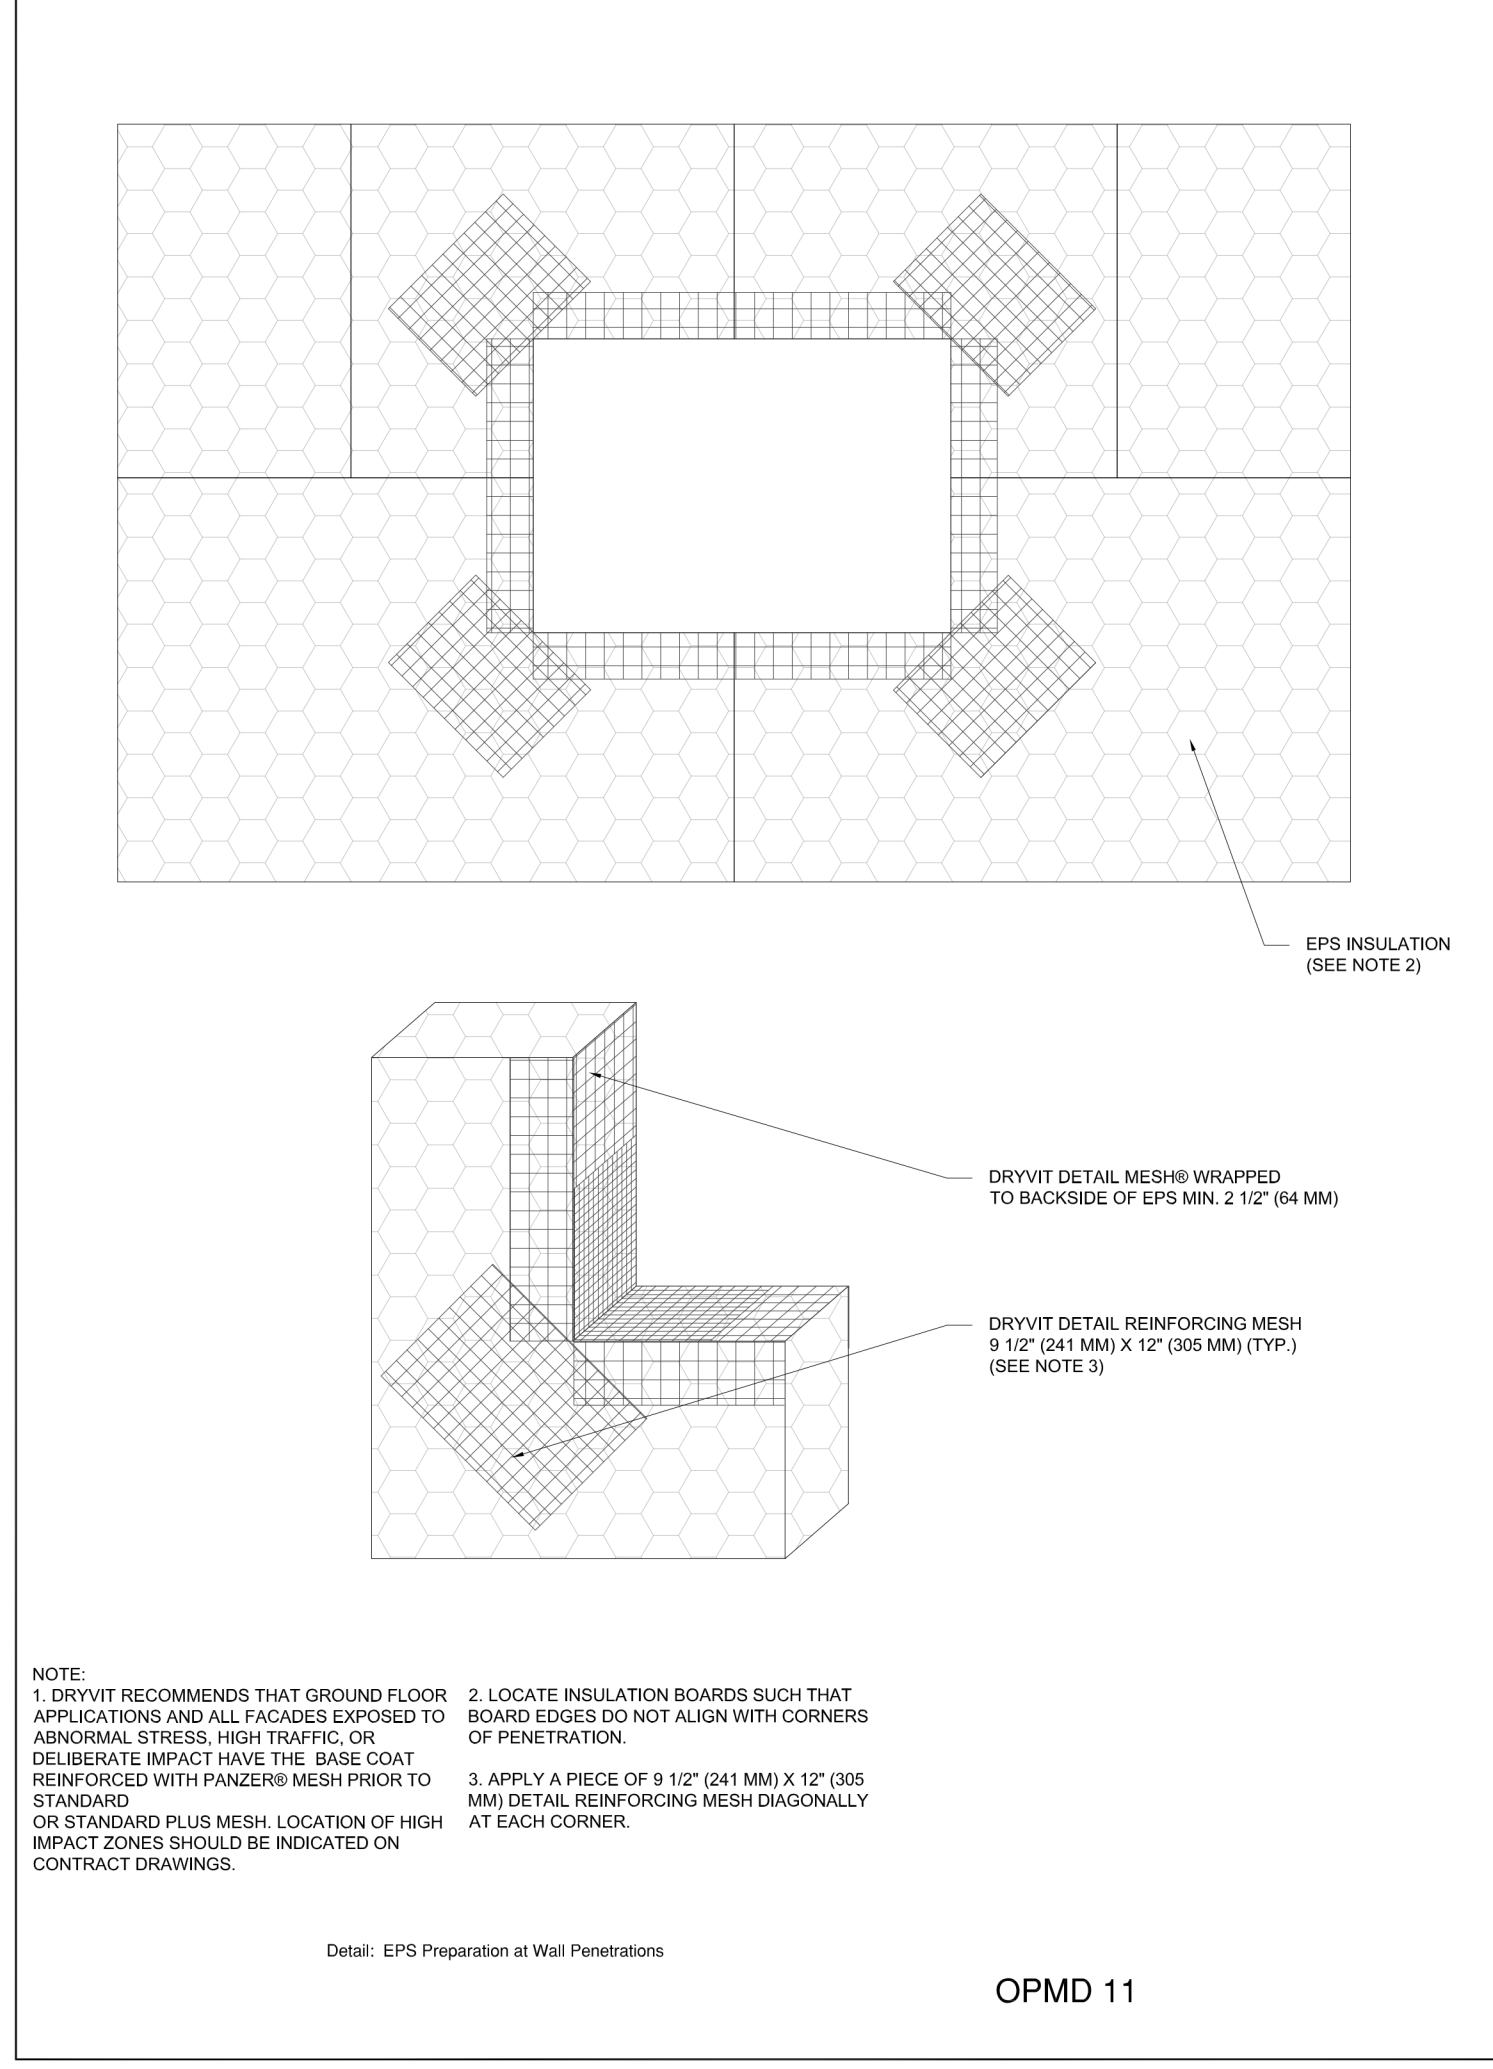 EPS INSULATION
(SEE NOTE 2)
DRYVIT DETAIL MESH® WRAPPED
TO BACKSIDE OF EPS MIN. 2 1/2" (64 MM)
DRYVIT DETAIL REINFORCING MESH
9 1/2" (241 MM) X 12" (305 MM) (TYP.)
(SEE NOTE 3)
NOTE:
1. DRYVIT RECOMMENDS THAT GROUND FLOOR
APPLICATIONS AND ALL FACADES EXPOSED TO
ABNORMAL STRESS, HIGH TRAFFIC, OR
DELIBERATE IMPACT HAVE THE BASE COAT
REINFORCED WITH PANZER® MESH PRIOR TO
STANDARD
OR STANDARD PLUS MESH. LOCATION OF HIGH
IMPACT ZONES SHOULD BE INDICATED ON
CONTRACT DRAWINGS.
2. LOCATE INSULATION BOARDS SUCH THAT
BOARD EDGES DO NOT ALIGN WITH CORNERS
OF PENETRATION.
3. APPLY A PIECE OF 9 1/2" (241 MM) X 12" (305
MM) DETAIL REINFORCING MESH DIAGONALLY
AT EACH CORNER.
Detail: EPS Preparation at Wall Penetrations
OPMD 11